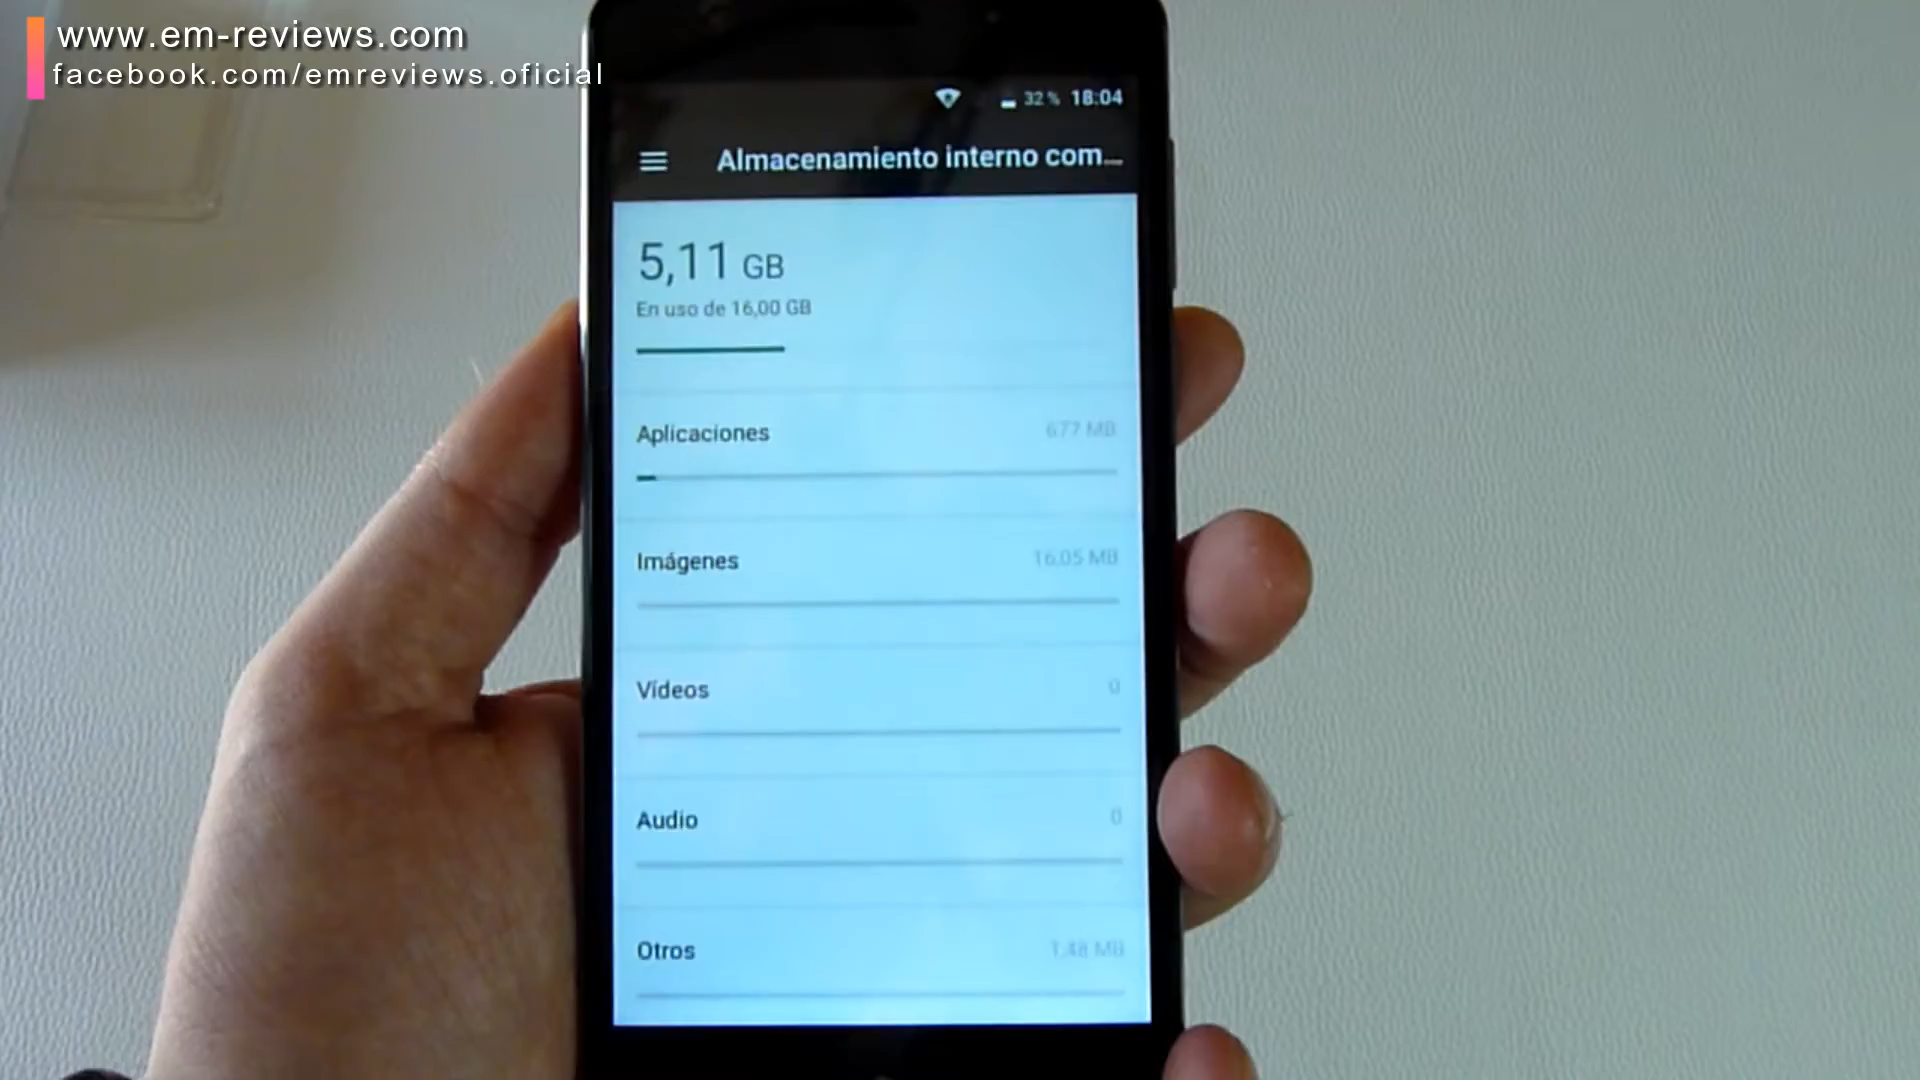 www.em-reviews.com
facebook.com/emreviews.oficial
32 % 18:04
Almacenamiento interno com...
5,11 GB
En uso de 16,00 GB
Aplicaciones 677 MB
Imágenes 16,05 MB
Vídeos 0
Audio 0
Otros 1,48 MB